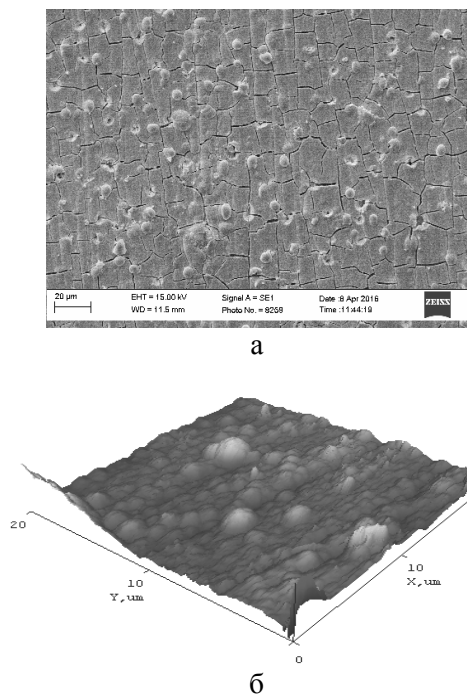 20 µm
EHT = 15.00 kV Signal A = SE1 Date :6 Apr 2016
WD = 11.5 mm Photo No. = 8259 Time :11:44:19
ZEISS
а
20
10
Y,um
10
X,um
0
б